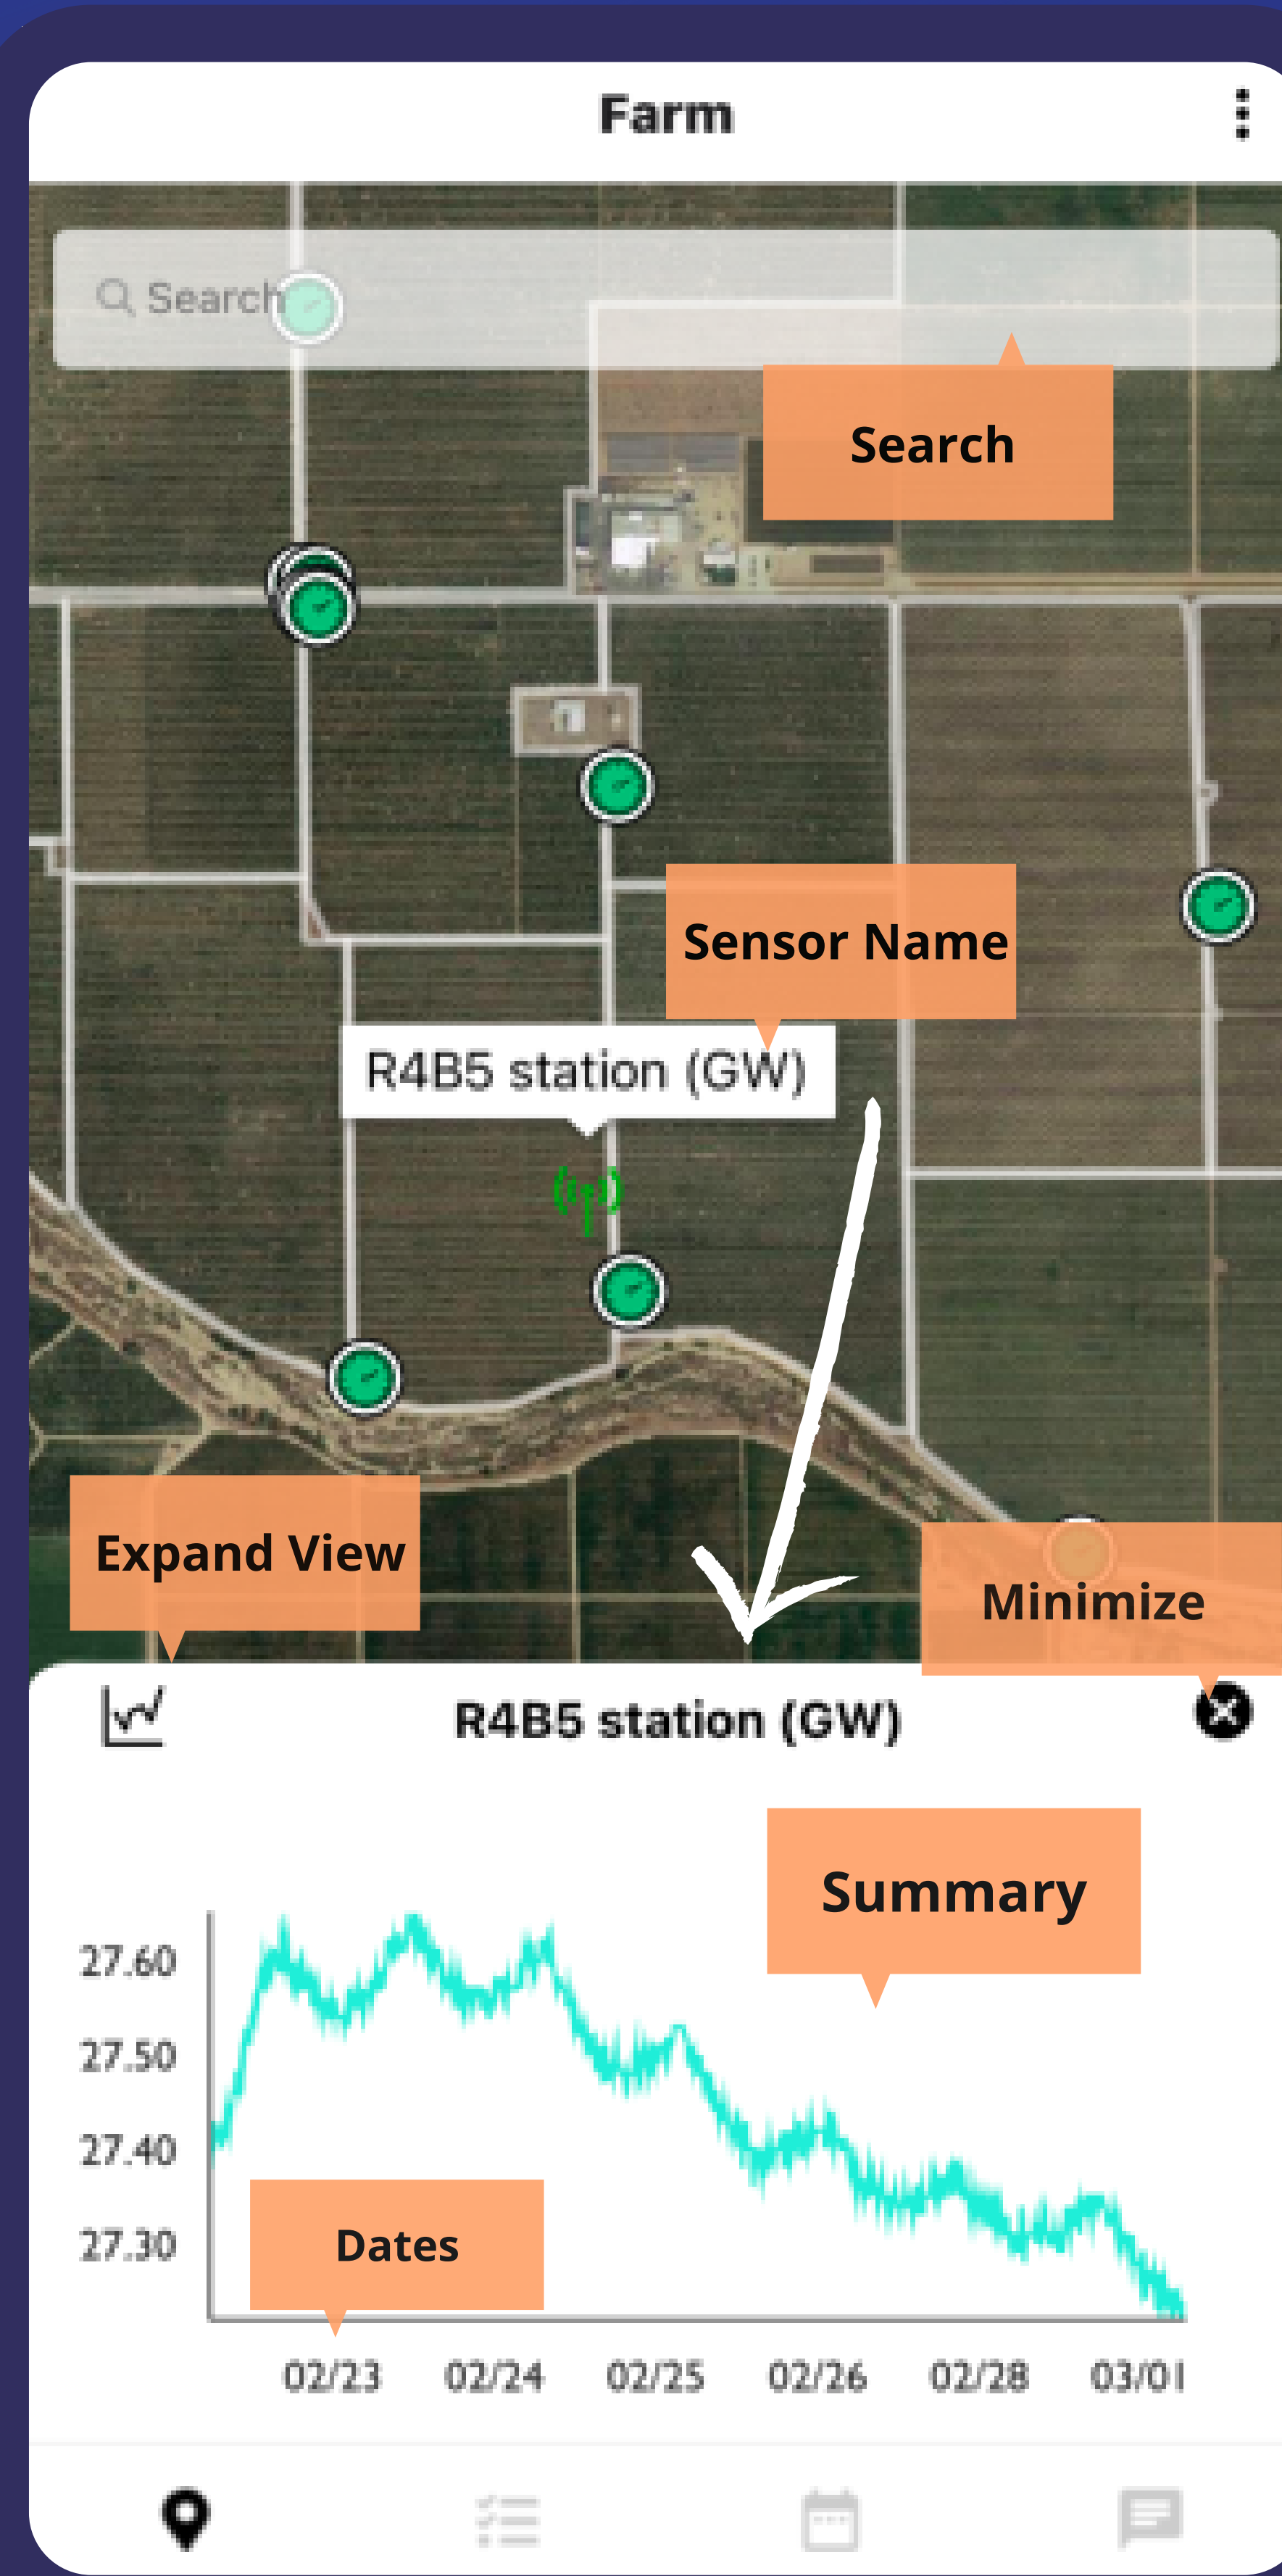 Farm
Search
Search
Sensor Name
R4B5 station (GW)
Expand View
Minimize
R4B5 station (GW)
Summary
27.60
27.50
27.40
27.30
Dates
02/23 02/24 02/25 02/26 02/28 03/01